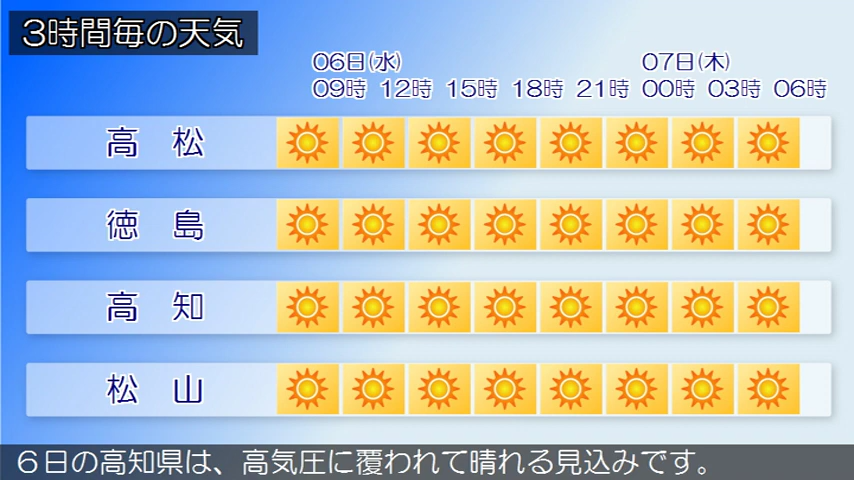 3時間毎の天気
06日(水) 07日(木)
09時 12時 15時 18時 21時 00時 03時 06時
高松
徳島
高知
松山
６日の高知県は、高気圧に覆われて晴れる見込みです。